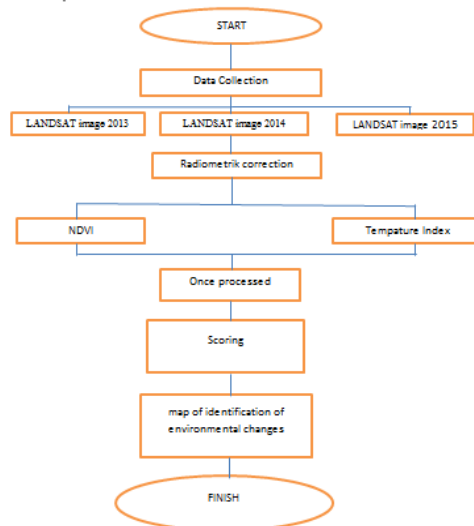 START
Data Collection
LANDSAT image 2013
LANDSAT image 2014
LANDSAT image 2015
Radiometrik correction
NDVI
Tempature Index
Once processed
Scoring
map of identification of
environmental changes
FINISH